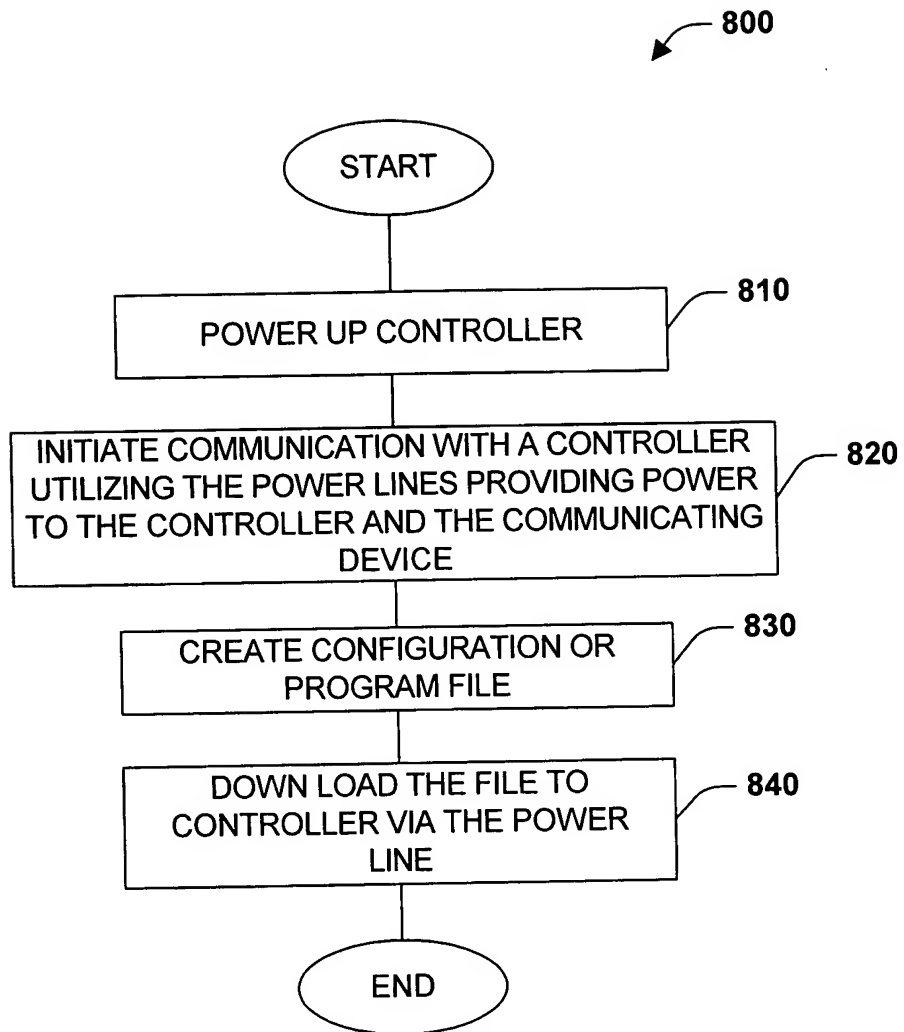 800
START
810
POWER UP CONTROLLER
INITIATE COMMUNICATION WITH A CONTROLLER
UTILIZING THE POWER LINES PROVIDING POWER
TO THE CONTROLLER AND THE COMMUNICATING
DEVICE
820
CREATE CONFIGURATION OR
PROGRAM FILE
830
DOWN LOAD THE FILE TO
CONTROLLER VIA THE POWER
LINE
840
END